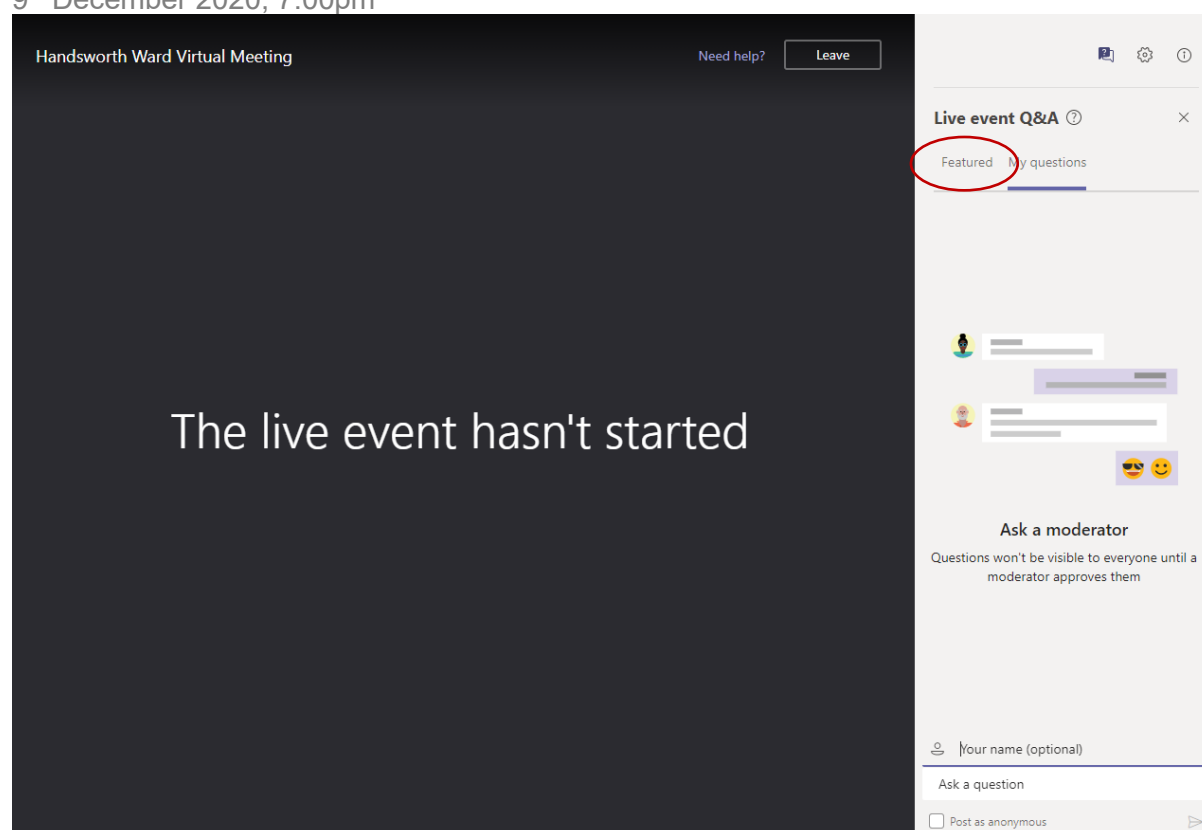 9 December 2020, 7:00pm
Handsworth Ward Virtual Meeting
Need help?
Leave
The live event hasn't started
Live event Q&A
Featured
My questions
Ask a moderator
Questions won't be visible to everyone until a
moderator approves them
Your name (optional)
Ask a question
Post as anonymous